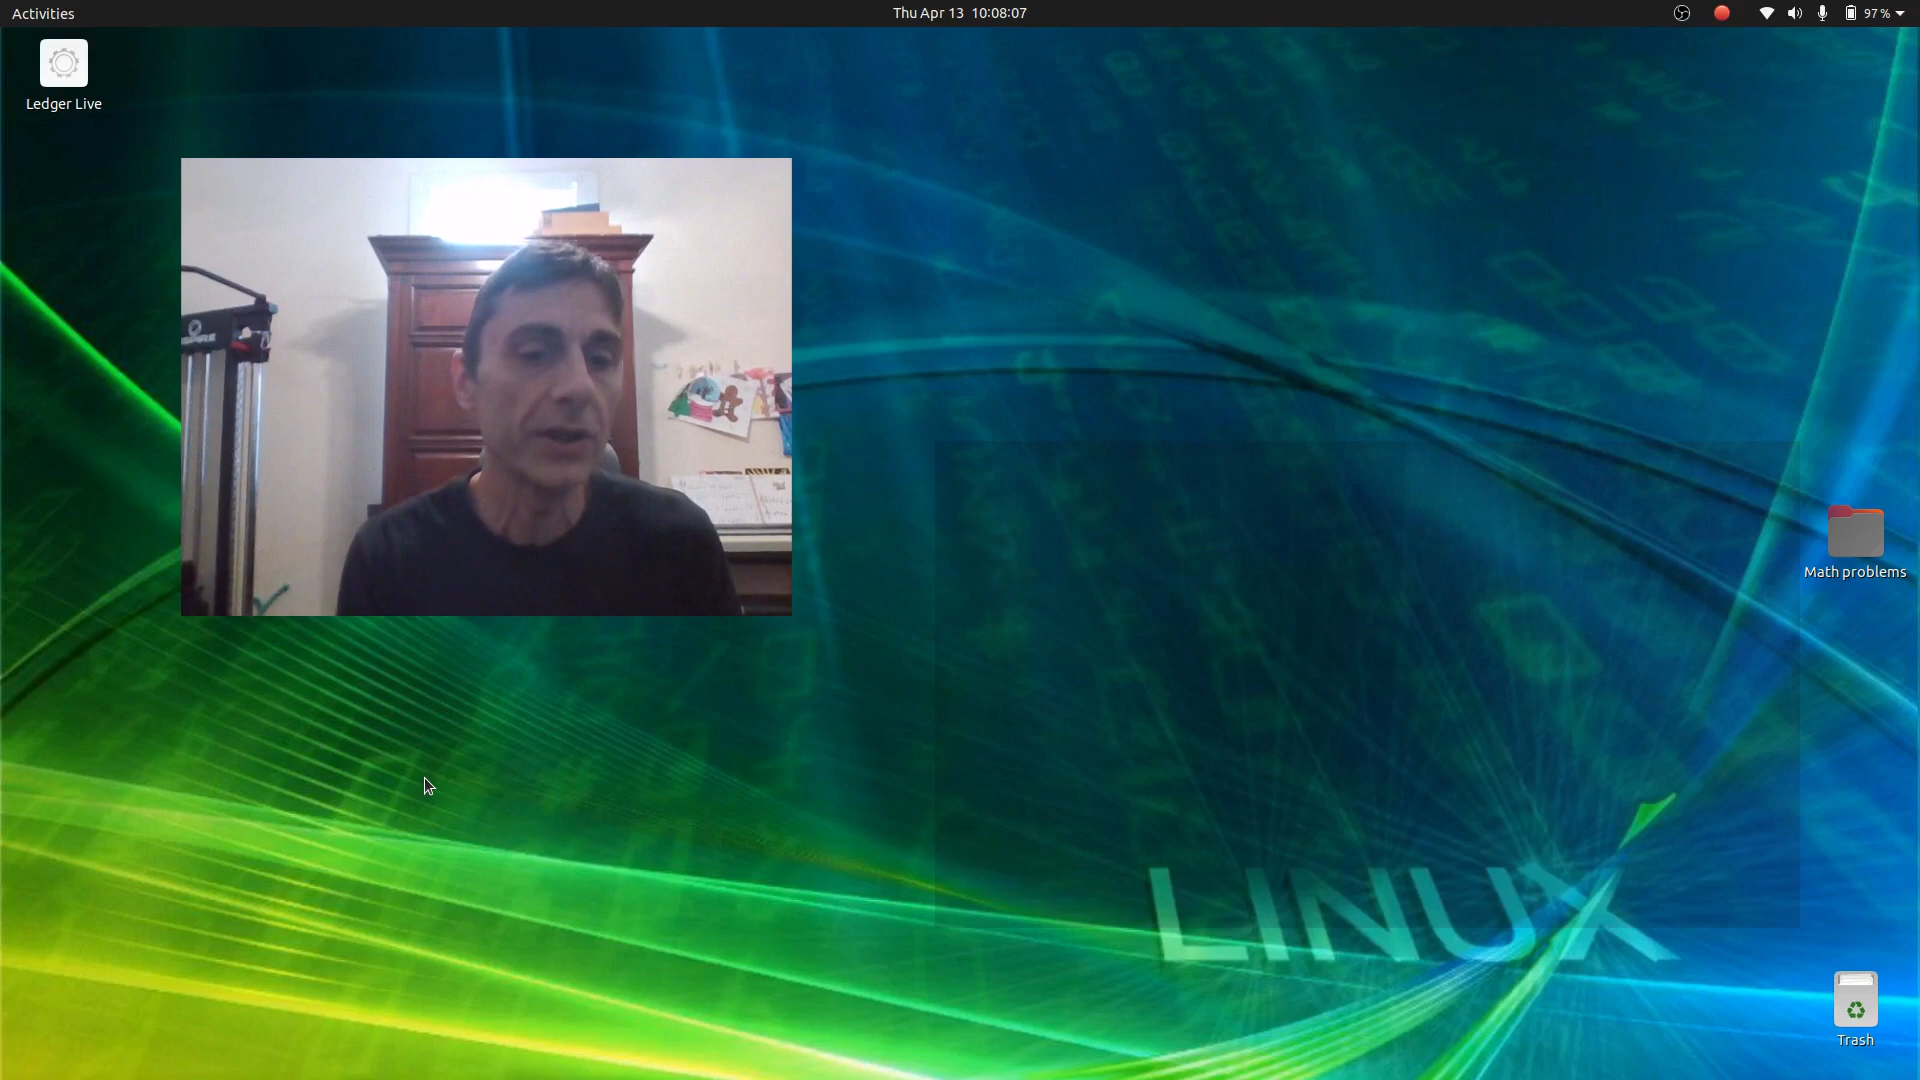 Activities
Thu Apr 13 10:08:07
97 %
Ledger Live
Math problems
LINUX
Trash